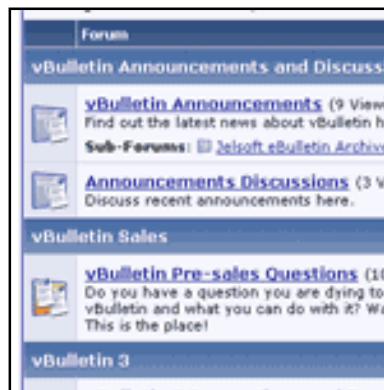 Forum
vBulletin Announcements and Discuss
vBulletin Announcements (9 View
Find out the latest news about vBulletin h
Sub-Forums: Jelsoft eBulletin Archive
Announcements Discussions (3 V
Discuss recent announcements here.
vBulletin Sales
vBulletin Pre-sales Questions (10
Do you have a question you are dying to
vBulletin and what you can do with it? Wa
This is the place!
vBulletin 3